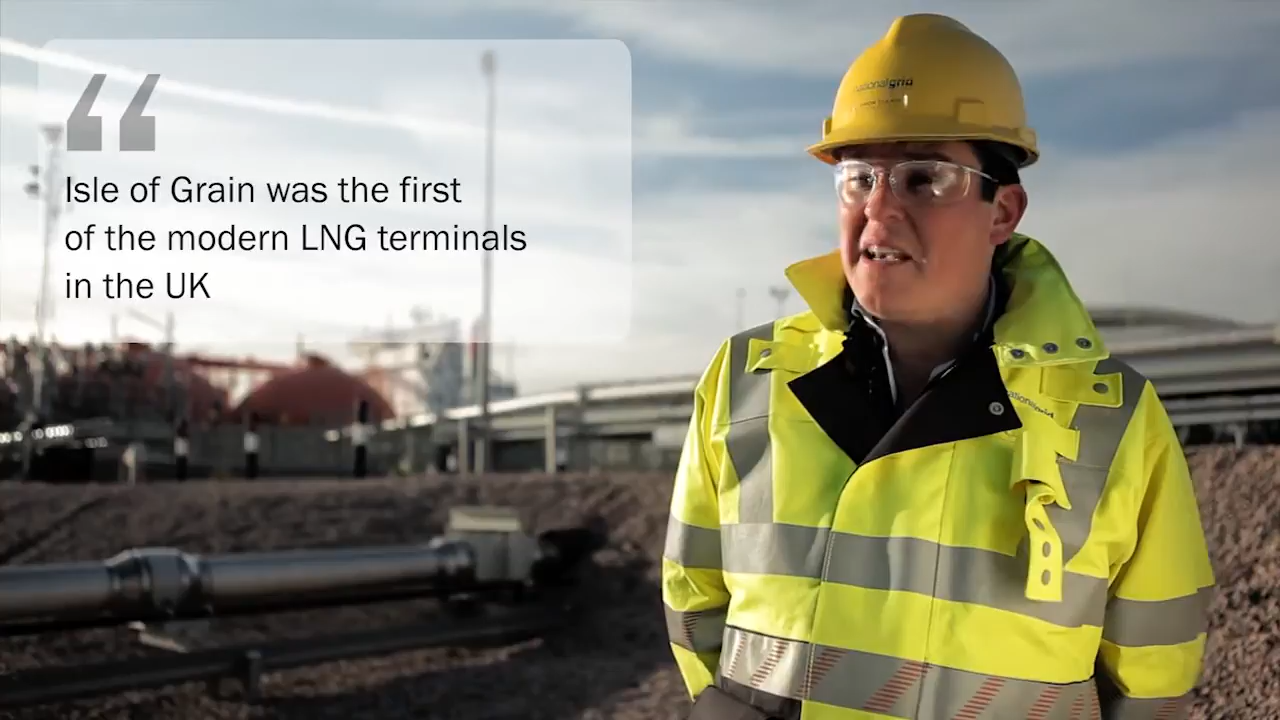 Isle of Grain was the first
of the modern LNG terminals
in the UK
nationalgrid
nationalgrid